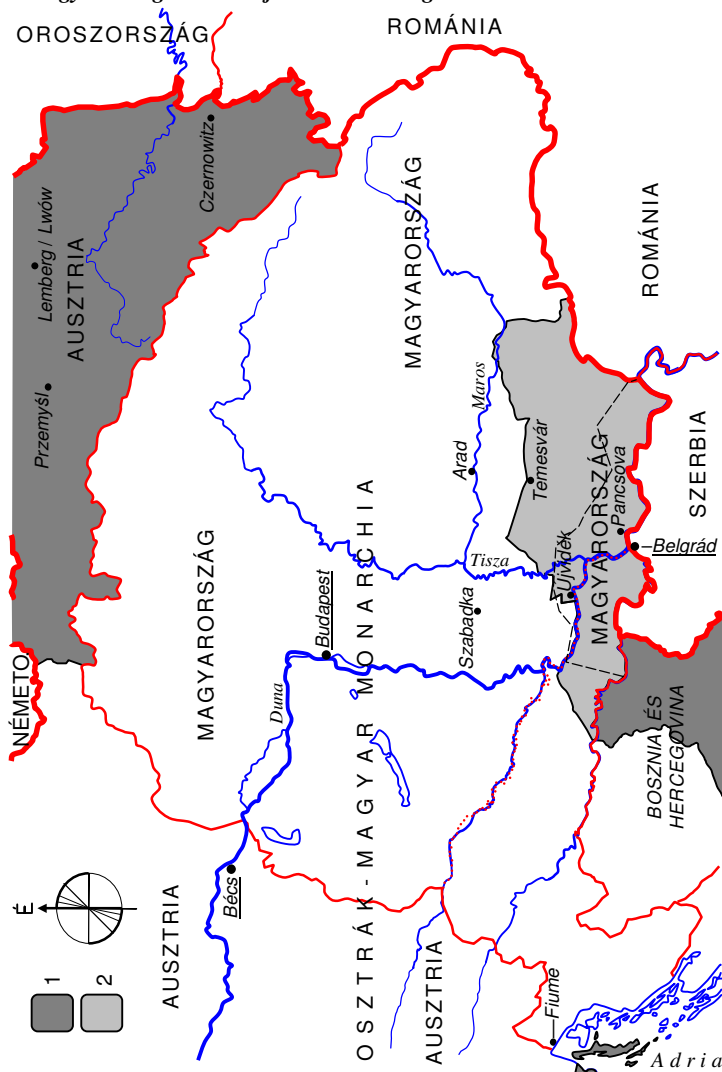 OROSZORSZÁG
ROMÁNIA
Czernowitz
Lemberg / Lwów
AUSZTRIA
Przemyśl
NÉMETO.
MAGYARORSZÁG
MAGYARORSZÁG
ROMÁNIA
Maros
Arad
Temesvár
Tisza
MAGYARORSZÁG
Pancsova
Újvidék
SZERBIA
Belgrád
Szabadka
Budapest
Duna
OSZTRÁK-MAGYAR MONARCHIA
BOSZNIA ÉS
HERCEGOVINA
Bécs
AUSZTRIA
AUSZTRIA
Fiume
Adria
É
1
2